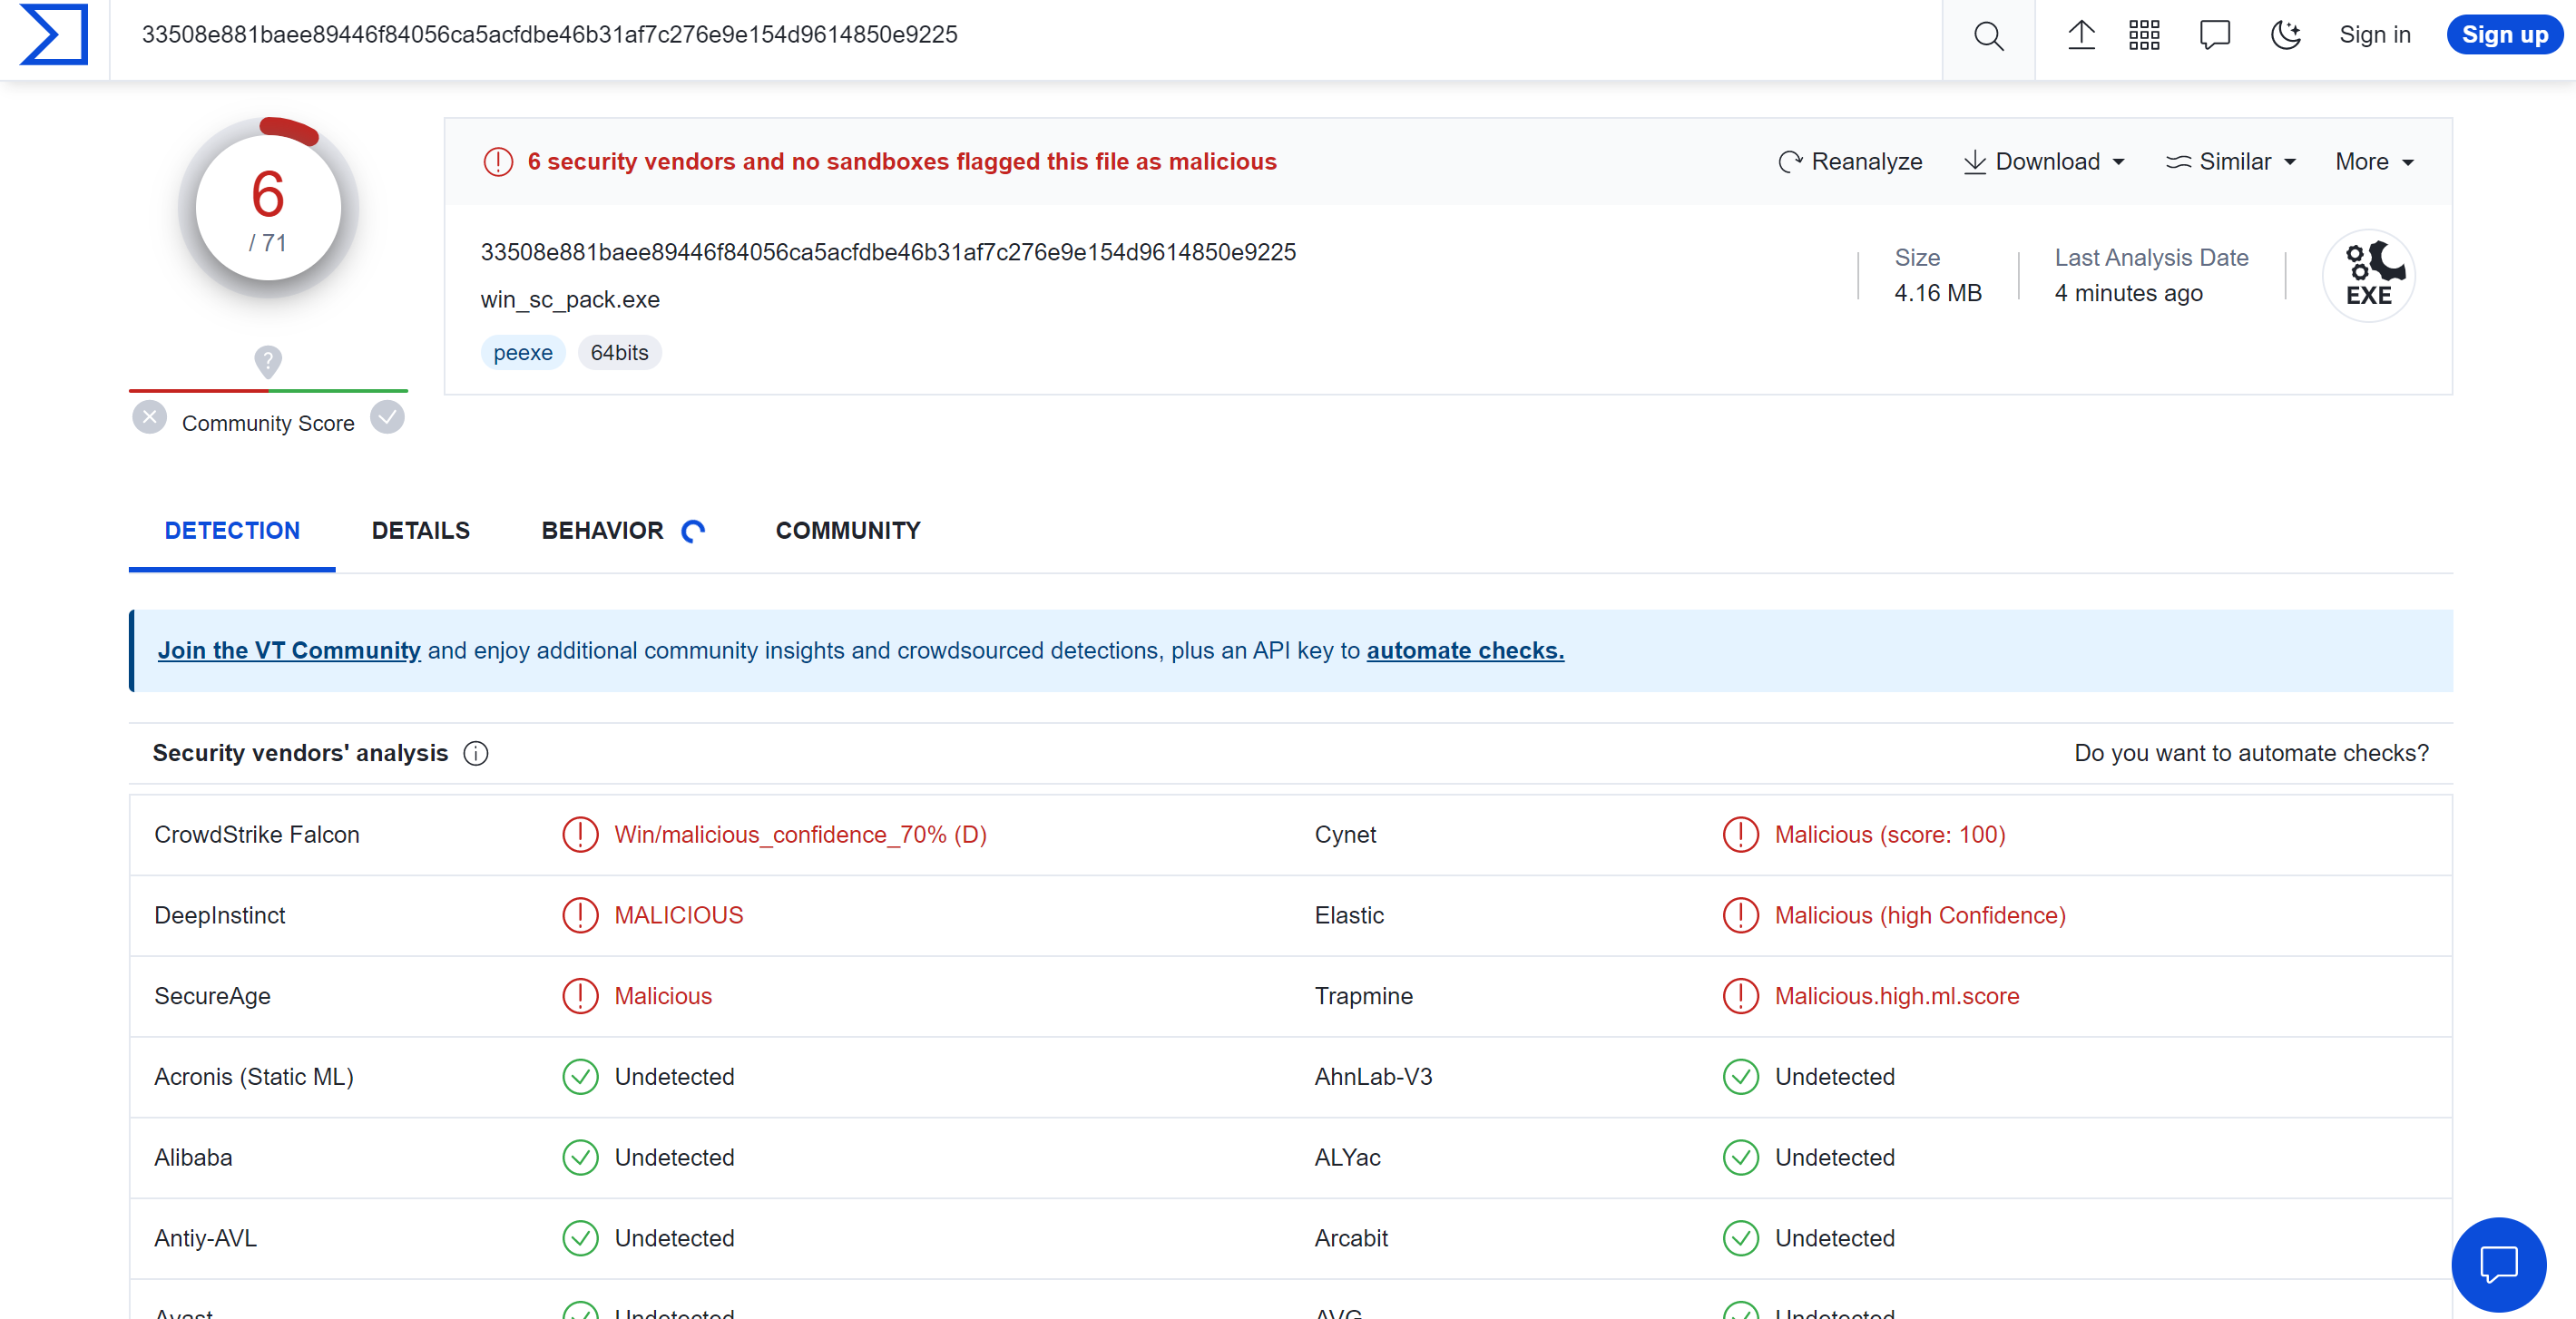 33508e881baee89446f84056ca5acfdbe46b31af7c276e9e154d9614850e9225
Sign in
Sign up
6
/ 71
Community Score
6 security vendors and no sandboxes flagged this file as malicious
Reanalyze
Download
Similar
More
33508e881baee89446f84056ca5acfdbe46b31af7c276e9e154d9614850e9225
win_sc_pack.exe
peexe
64bits
Size
4.16 MB
Last Analysis Date
4 minutes ago
EXE
DETECTION
DETAILS
BEHAVIOR
COMMUNITY
Join the VT Community and enjoy additional community insights and crowdsourced detections, plus an API key to automate checks.
Security vendors' analysis
Do you want to automate checks?
CrowdStrike Falcon
Win/malicious_confidence_70% (D)
Cynet
Malicious (score: 100)
DeepInstinct
MALICIOUS
Elastic
Malicious (high Confidence)
SecureAge
Malicious
Trapmine
Malicious.high.ml.score
Acronis (Static ML)
Undetected
AhnLab-V3
Undetected
Alibaba
Undetected
ALYac
Undetected
Antiy-AVL
Undetected
Arcabit
Undetected
Avast
Undetected
AVG
Undetected